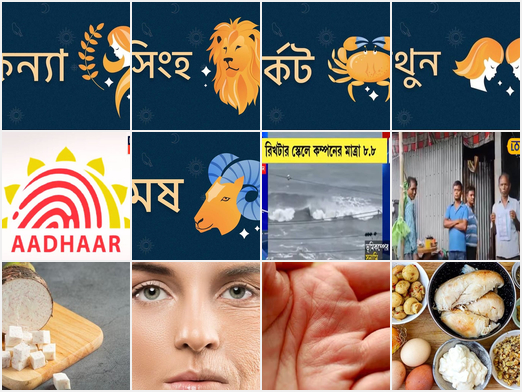 কন্যা
সিংহ
র্কট
থুন
AADHAAR
মেষ
রিখটার স্কেলে কম্পনের মাত্রা ৮.৮